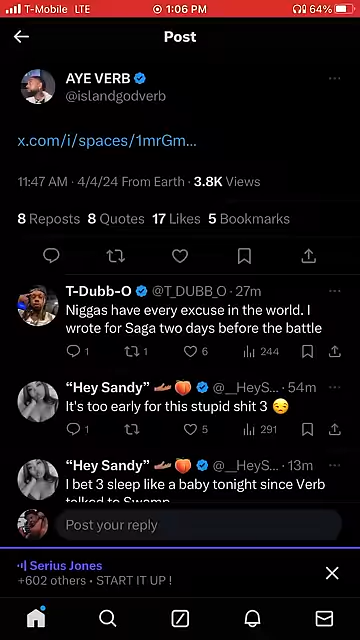 T-Mobile LTE 1:06 PM 64%
Post
AYE VERB
@islandgodverb
x.com/i/spaces/1mrGm...
11:47 AM · 4/4/24 From Earth · 3.8K Views
8 Reposts 8 Quotes 17 Likes 5 Bookmarks
T-Dubb-O @T_DUBB_O · 27m
Niggas have every excuse in the world. I
wrote for Saga two days before the battle
1 1 6 244
“Hey Sandy” @__HeyS... · 54m
It's too early for this stupid shit 3
1 5 291
“Hey Sandy” @__HeyS... · 13m
I bet 3 sleep like a baby tonight since Verb
talked to Swamp
Post your reply
Serius Jones
+602 others · START IT UP !